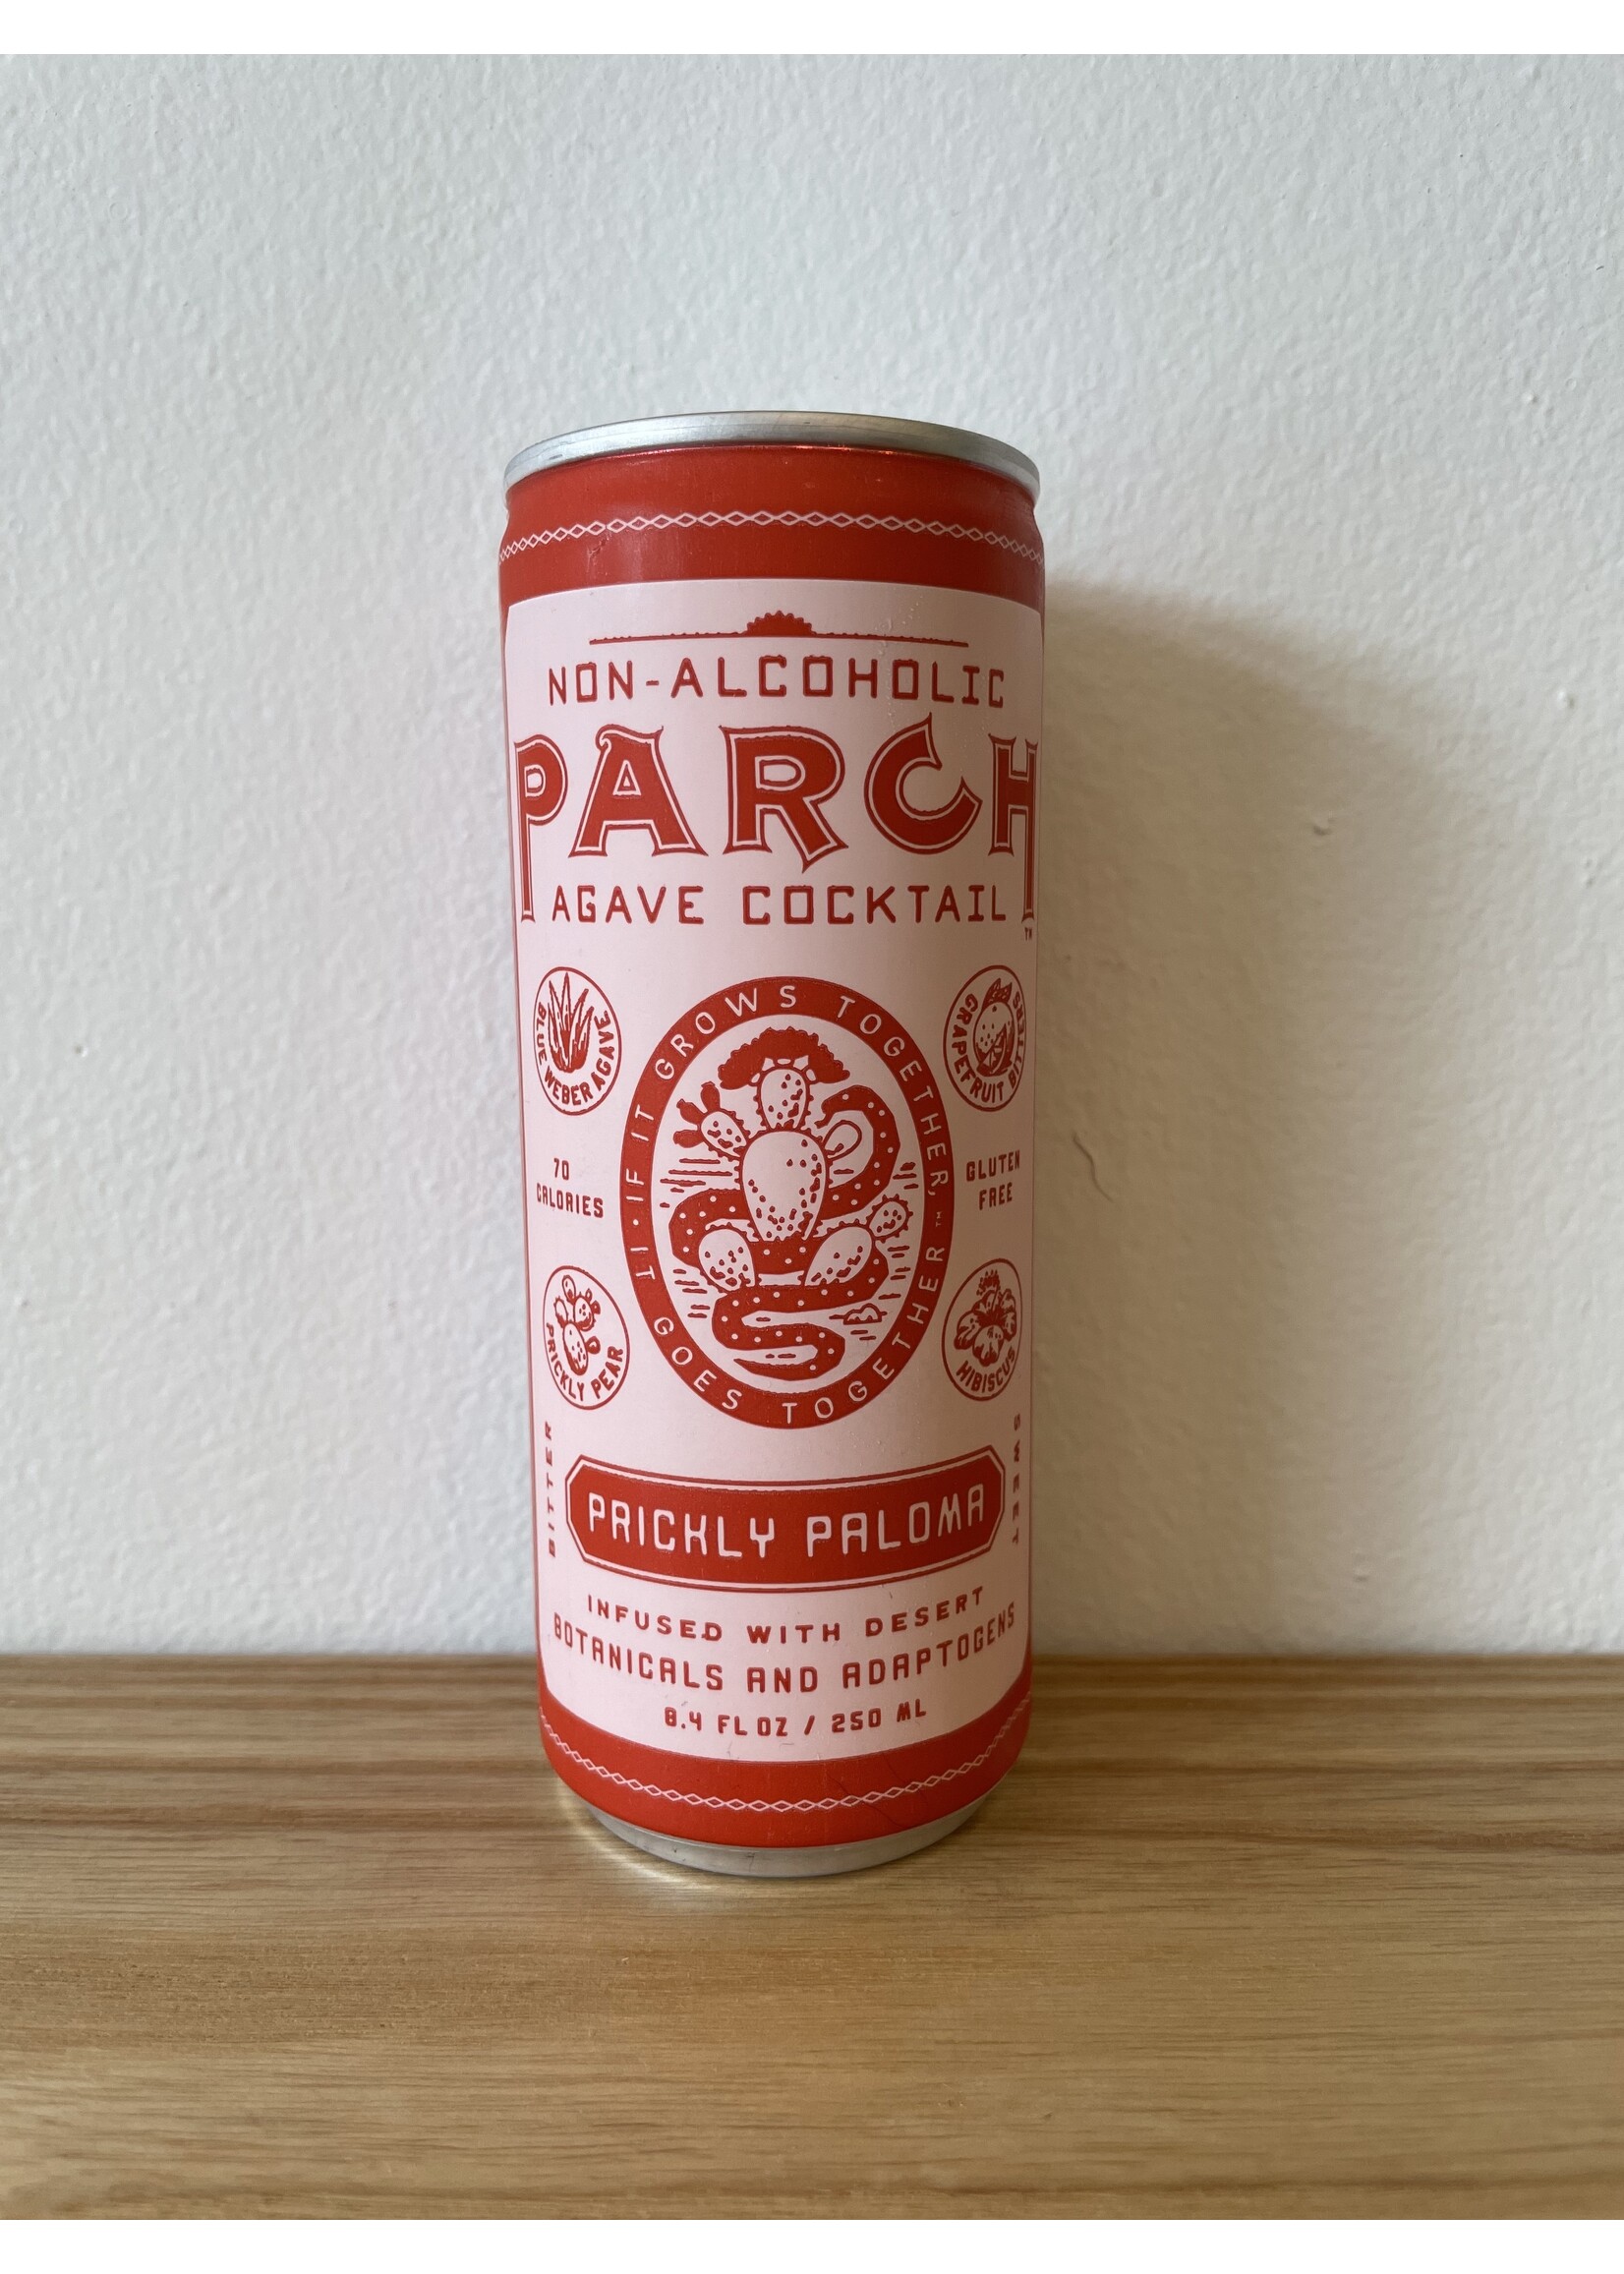 NON-ALCOHOLIC
PARCH
AGAVE COCKTAIL
TM
BLUE WEBER AGAVE
GRAPEFRUIT BITTERS
IF IT GROWS TOGETHER,™
IT GOES TOGETHER
70
CALORIES
GLUTEN
FREE
PRICKLY PEAR
HIBISCUS
BITTER
SWEET
PRICKLY PALOMA
INFUSED WITH DESERT
BOTANICALS AND ADAPTOGENS
8.4 FL OZ / 250 ML